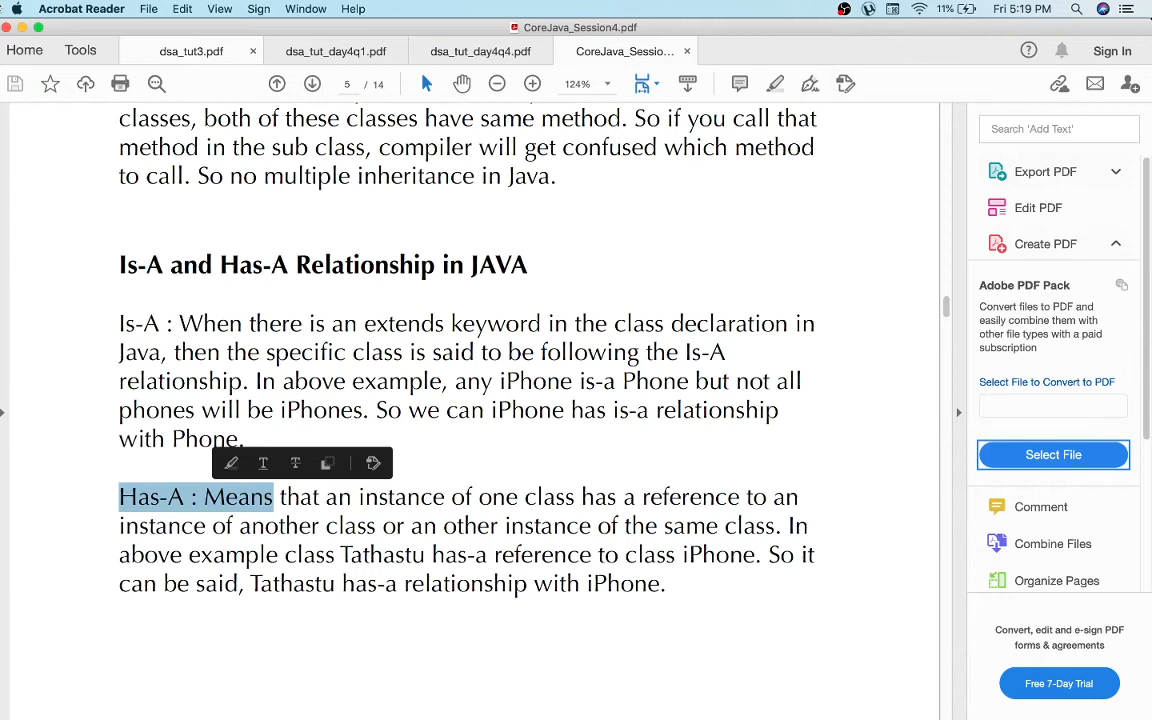 Acrobat Reader File Edit View Sign Window Help 11% Fri 5:19 PM
CoreJava_Session4.pdf
Home Tools dsa_tut3.pdf × dsa_tut_day4q1.pdf dsa_tut_day4q4.pdf CoreJava_Sessio... × Sign In
5 / 14 124%
classes, both of these classes have same method. So if you call that
method in the sub class, compiler will get confused which method
to call. So no multiple inheritance in Java.
Is-A and Has-A Relationship in JAVA
Is-A : When there is an extends keyword in the class declaration in
Java, then the specific class is said to be following the Is-A
relationship. In above example, any iPhone is-a Phone but not all
phones will be iPhones. So we can iPhone has is-a relationship
with Phone.
Has-A : Means that an instance of one class has a reference to an
instance of another class or an other instance of the same class. In
above example class Tathastu has-a reference to class iPhone. So it
can be said, Tathastu has-a relationship with iPhone.
Search 'Add Text'
Export PDF
Edit PDF
Create PDF
Adobe PDF Pack
Convert files to PDF and
easily combine them with
other file types with a paid
subscription
Select File to Convert to PDF
Select File
Comment
Combine Files
Organize Pages
Convert, edit and e-sign PDF
forms & agreements
Free 7-Day Trial